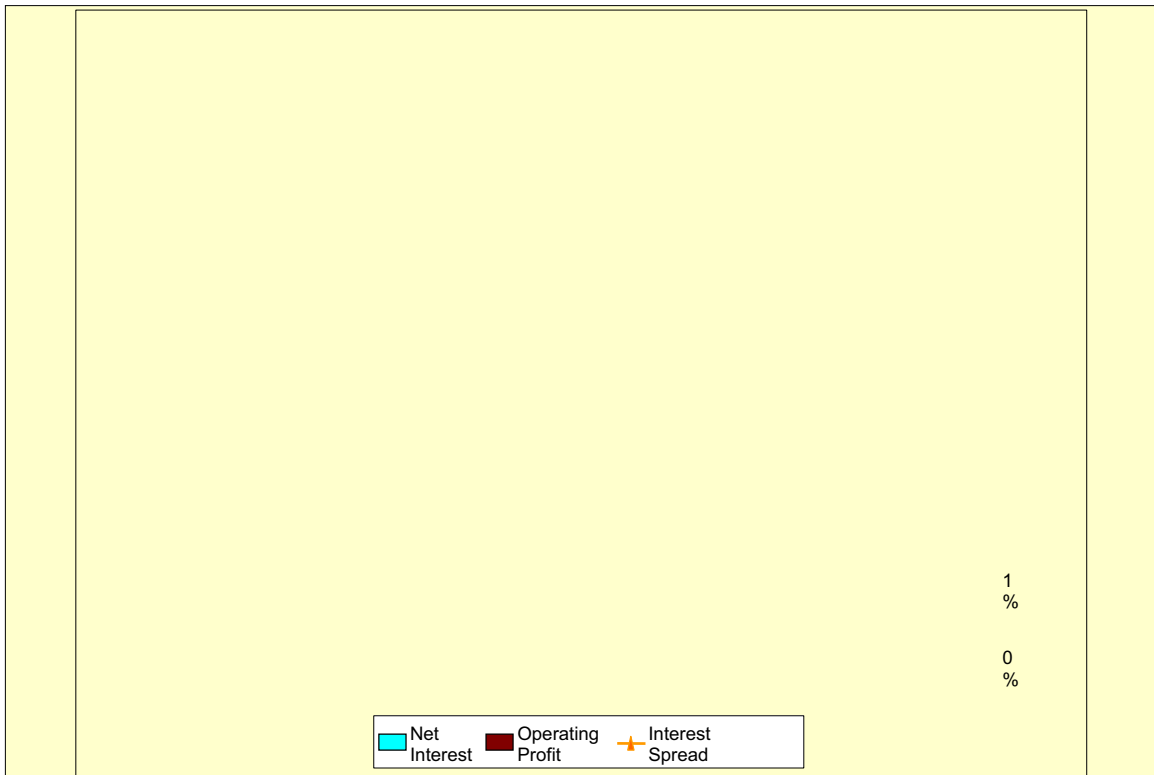 1
%
0
%
Net
Interest
Operating
Profit
Interest
Spread